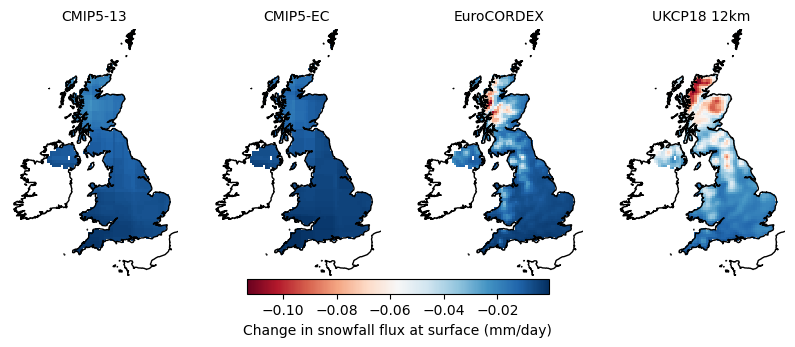 CMIP5-13 CMIP5-EC EuroCORDEX UKCP18 12km
−0.10 −0.08 −0.06 −0.04 −0.02
Change in snowfall flux at surface (mm/day)